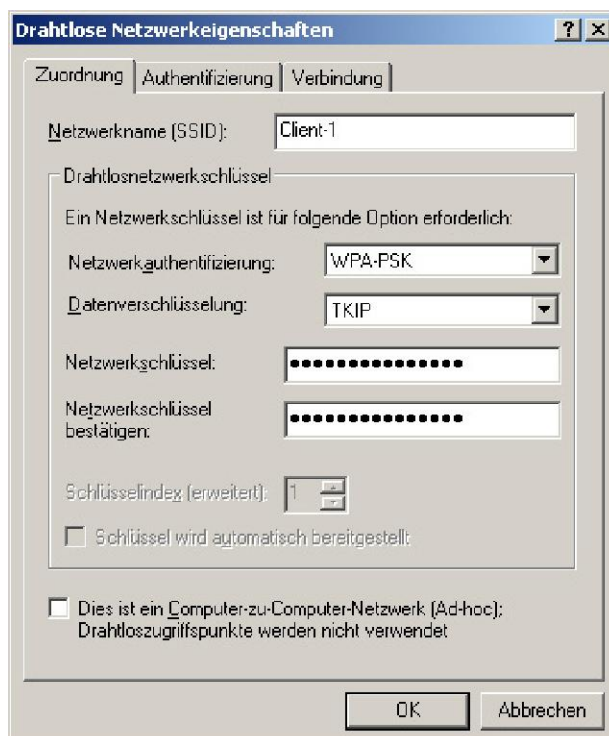 Drahtlose Netzwerkeigenschaften
Zuordnung Authentifizierung Verbindung
Netzwerkname (SSID): Client-1
Drahtlosnetzwerkschlüssel
Ein Netzwerkschlüssel ist für folgende Option erforderlich:
Netzwerkauthentifizierung: WPA-PSK
Datenverschlüsselung: TKIP
Netzwerkschlüssel: •••••••••••••••
Netzwerkschlüssel •••••••••••••••
bestätigen:
Schlüsselindex (erweitert): 1
Schlüssel wird automatisch bereitgestellt
Dies ist ein Computer-zu-Computer-Netzwerk (Ad-hoc);
Drahtloszugriffspunkte werden nicht verwendet
OK Abbrechen